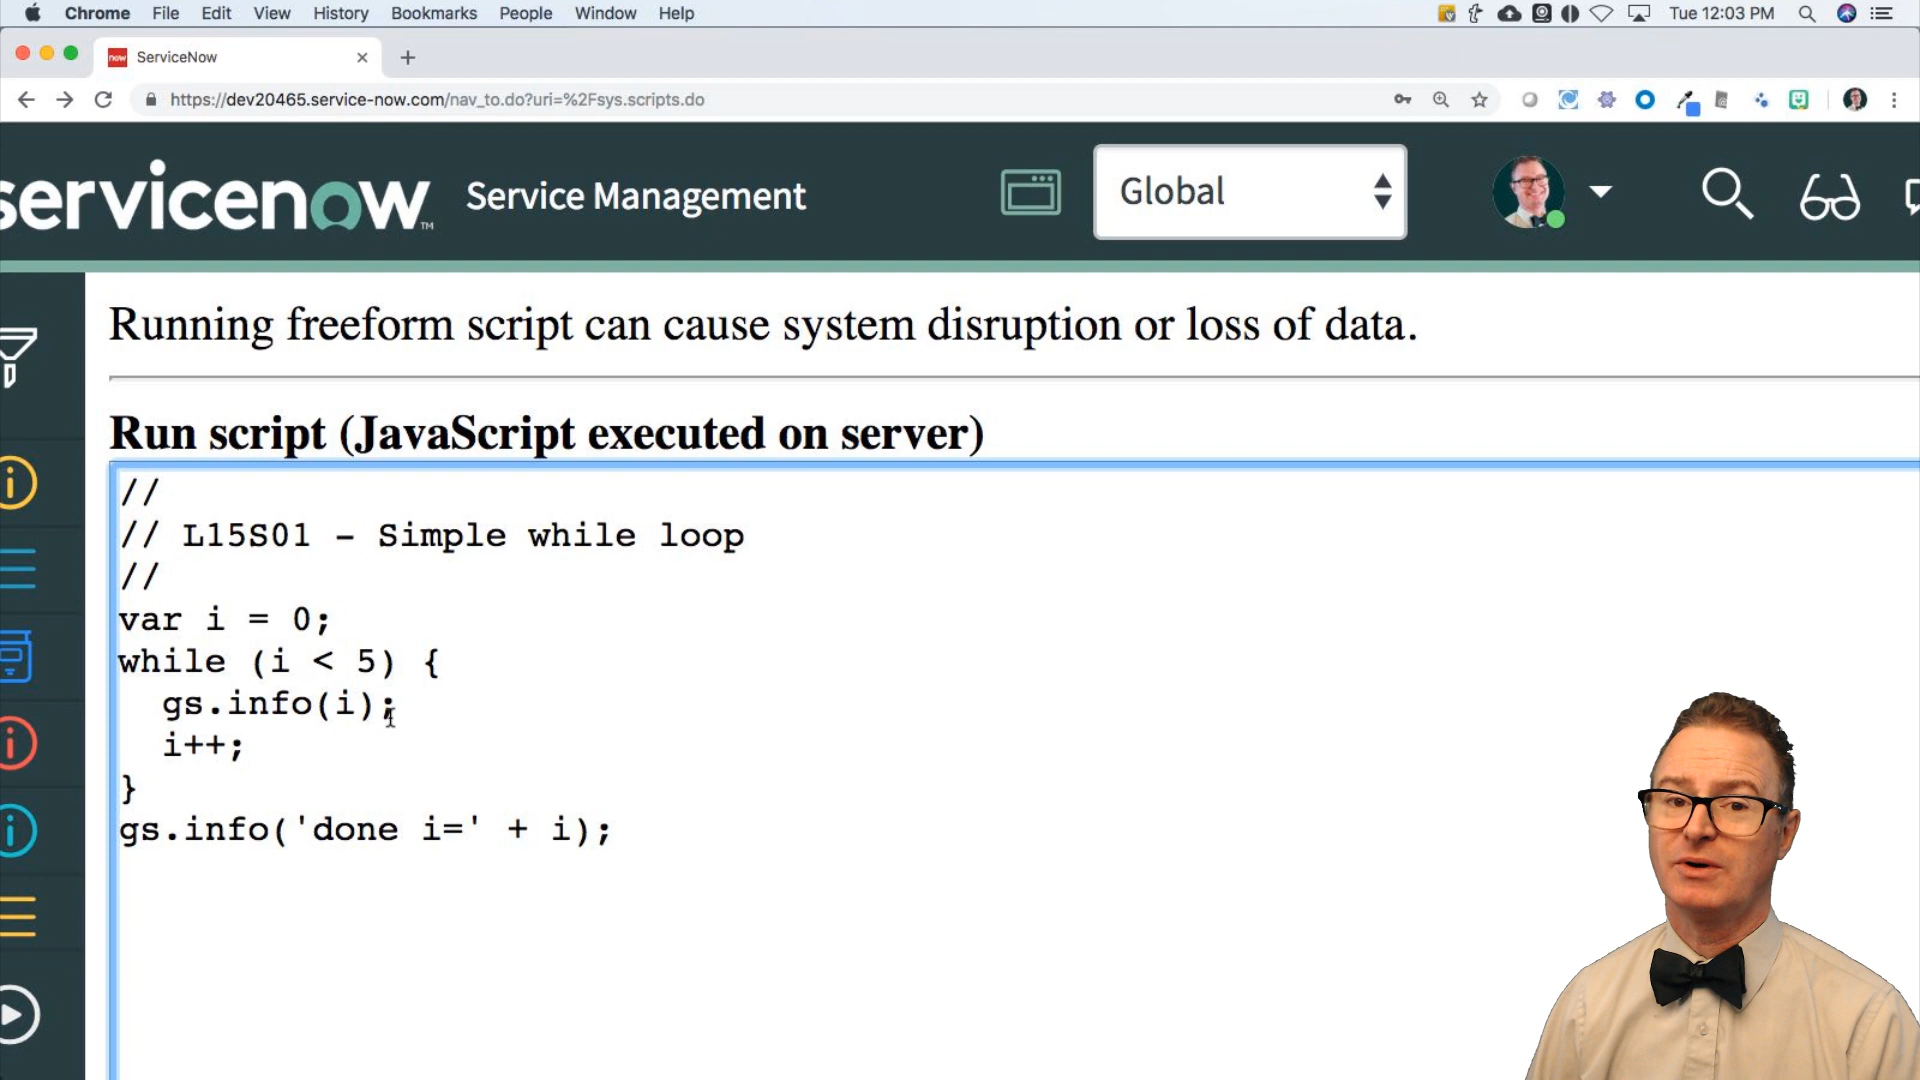 Chrome File Edit View History Bookmarks People Window Help Tue 12:03 PM
now ServiceNow
https://dev20465.service-now.com/nav_to.do?uri=%2Fsys.scripts.do
servicenow™ Service Management Global
Running freeform script can cause system disruption or loss of data.
Run script (JavaScript executed on server)
//
// L15S01 - Simple while loop
//
var i = 0;
while (i < 5) {
gs.info(i);
i++;
}
gs.info('done i=' + i);